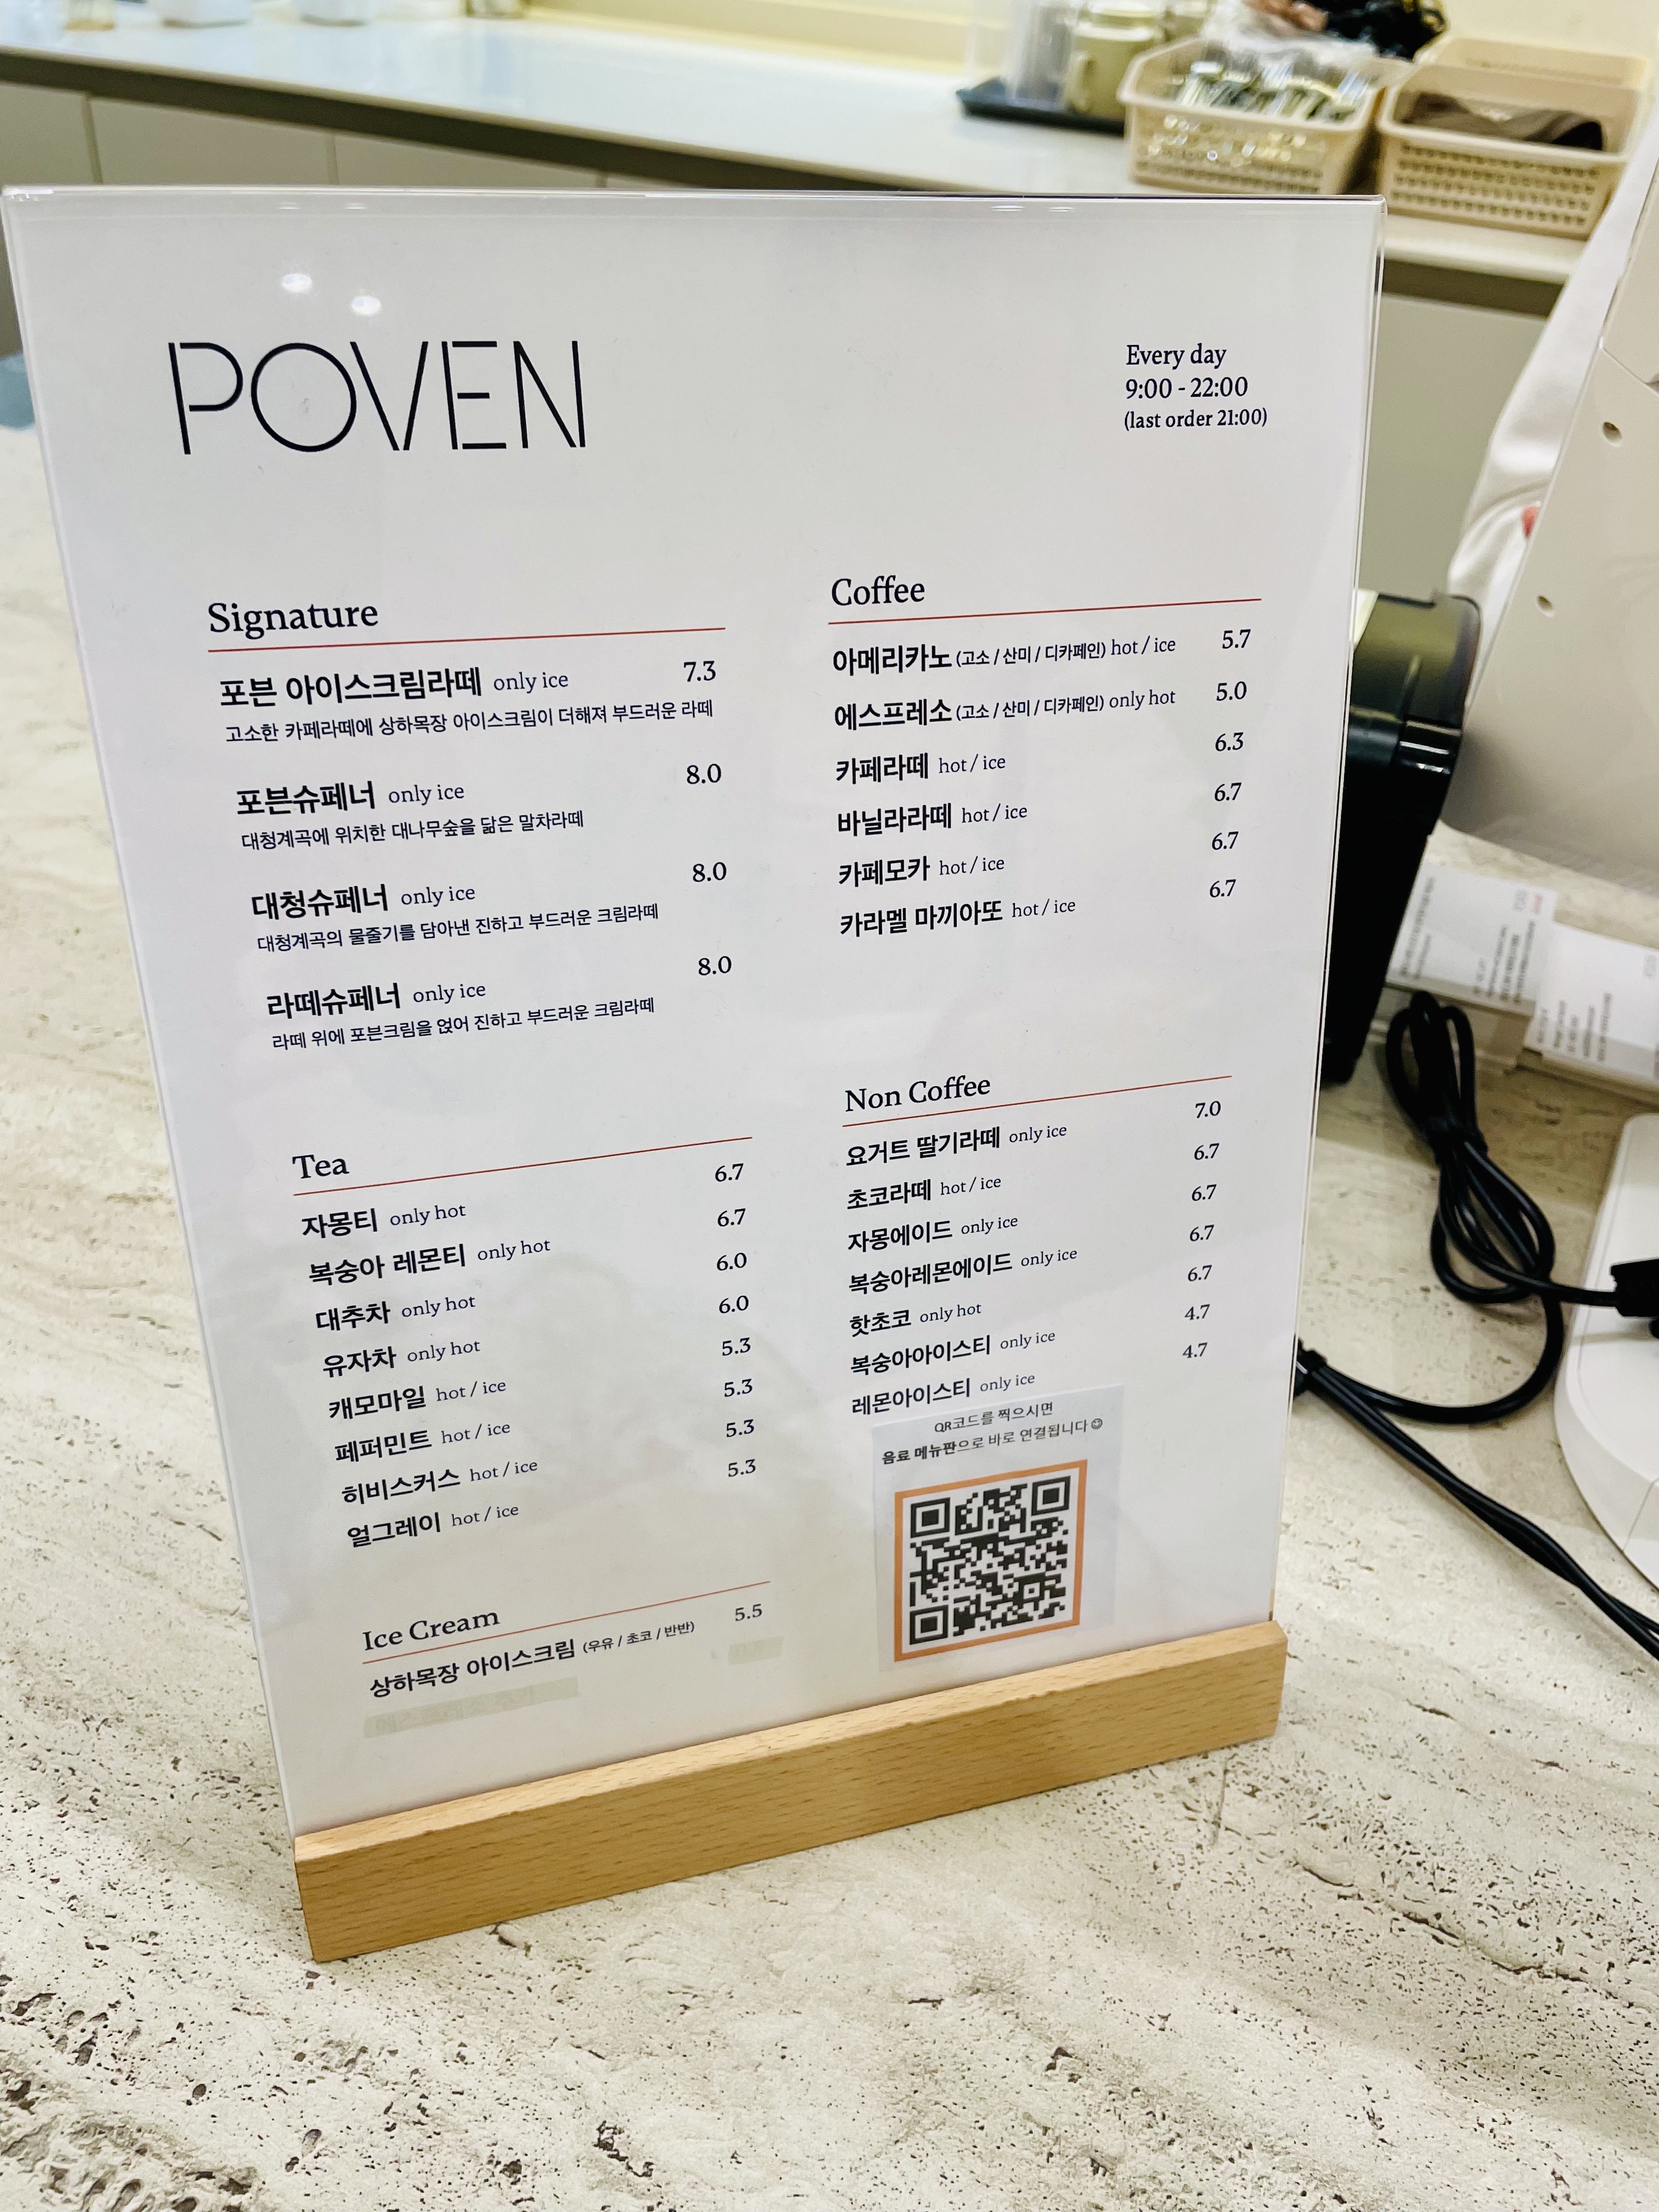 POVEN
Every day
9:00 - 22:00
(last order 21:00)
Signature
포븐 아이스크림라떼 only ice 7.3
고소한 카페라떼에 상하목장 아이스크림이 더해져 부드러운 라떼
포븐슈페너 only ice 8.0
대청계곡에 위치한 대나무숲을 닮은 말차라떼
대청슈페너 only ice 8.0
대청계곡의 물줄기를 담아낸 진하고 부드러운 크림라떼
라떼슈페너 only ice 8.0
라떼 위에 포븐크림을 얹어 진하고 부드러운 크림라떼
Coffee
아메리카노 (고소 / 산미 / 디카페인) hot / ice 5.7
에스프레소 (고소 / 산미 / 디카페인) only hot 5.0
카페라떼 hot / ice 6.3
바닐라라떼 hot / ice 6.7
카페모카 hot / ice 6.7
카라멜 마끼아또 hot / ice 6.7
Tea
자몽티 only hot 6.7
복숭아 레몬티 only hot 6.7
대추차 only hot 6.0
유자차 only hot 6.0
캐모마일 hot / ice 5.3
페퍼민트 hot / ice 5.3
히비스커스 hot / ice 5.3
얼그레이 hot / ice 5.3
Non Coffee
요거트 딸기라떼 only ice 7.0
초코라떼 hot / ice 6.7
자몽에이드 only ice 6.7
복숭아레몬에이드 only ice 6.7
핫초코 only hot 6.7
복숭아아이스티 only ice 4.7
레몬아이스티 only ice 4.7
QR코드를 찍으시면
음료 메뉴판으로 바로 연결됩니다☺
Ice Cream
상하목장 아이스크림 (우유 / 초코 / 반반) 5.5